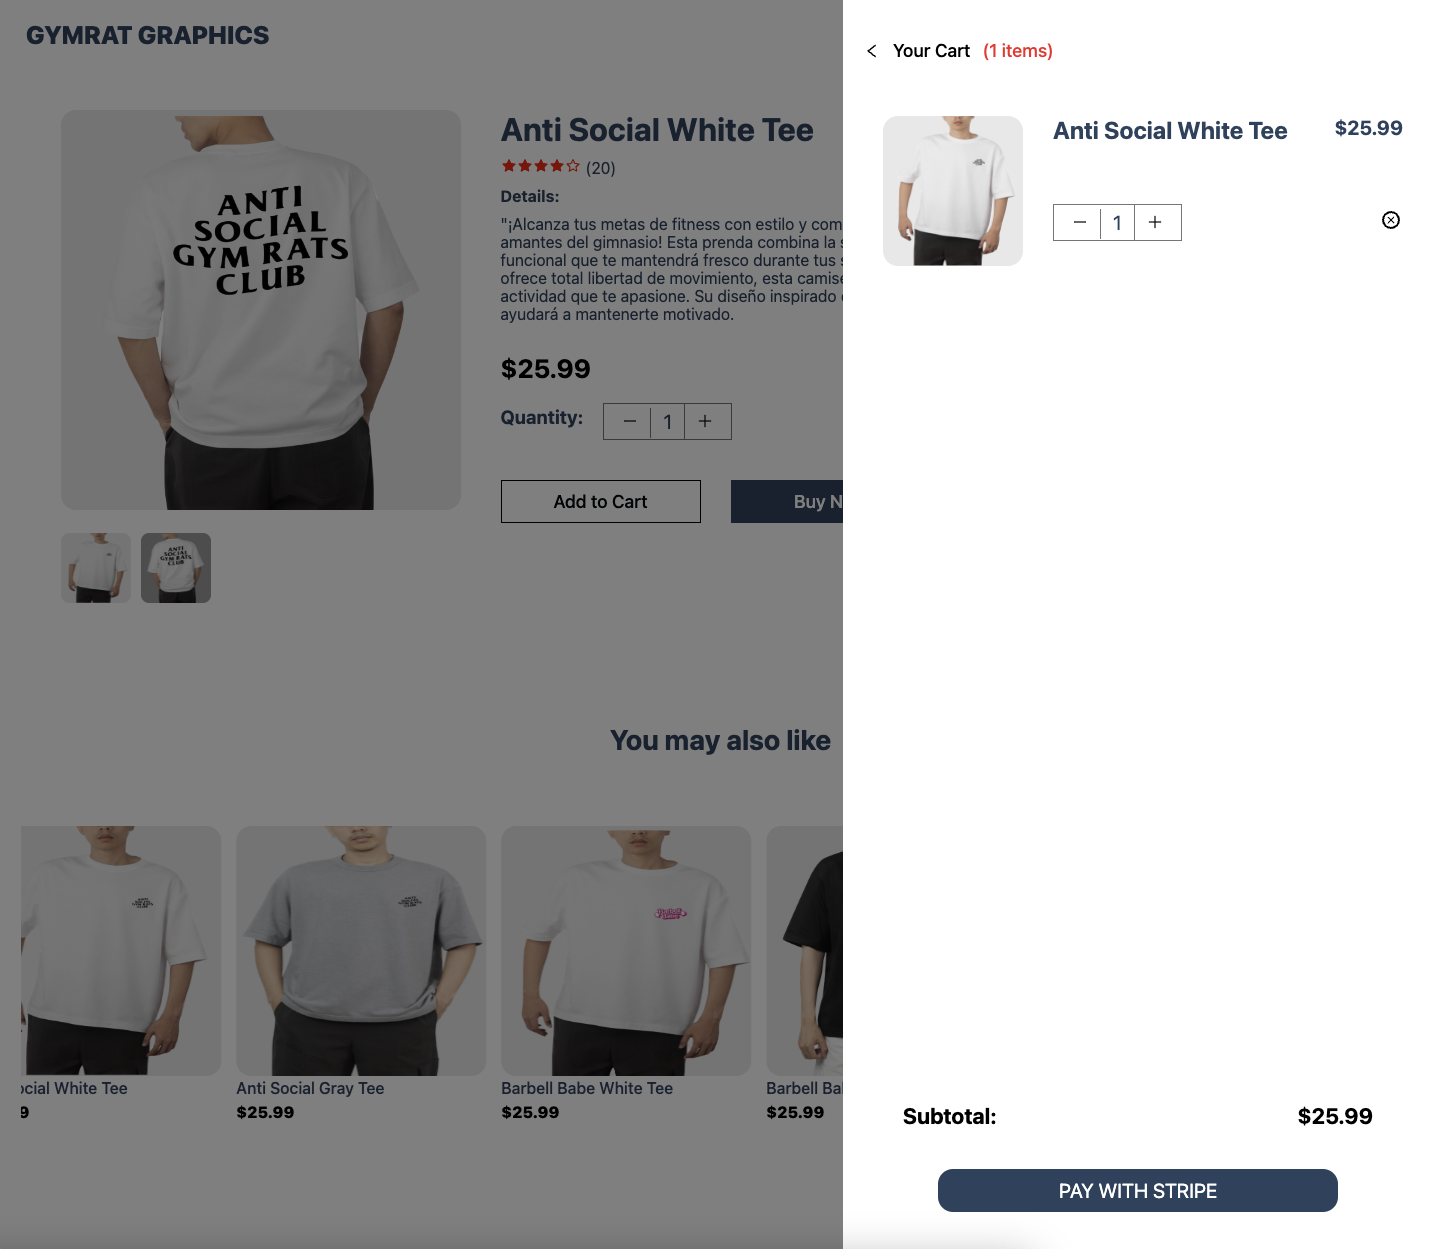 GYMRAT GRAPHICS
Your Cart (1 items)
ANTI
SOCIAL
GYM RATS
CLUB
Anti Social White Tee
(20)
Details:
"¡Alcanza tus metas de fitness con estilo y com
amantes del gimnasio! Esta prenda combina la s
funcional que te mantendrá fresco durante tus s
ofrece total libertad de movimiento, esta camise
actividad que te apasione. Su diseño inspirado
ayudará a mantenerte motivado.
$25.99
Quantity: − 1 +
Add to Cart
Buy N
ANTI
SOCIAL
GYM RATS
CLUB
Anti Social White Tee
$25.99
− 1 +
You may also like
ocial White Tee
9
Anti Social Gray Tee
$25.99
Barbell Babe White Tee
$25.99
Barbell Ba
$25.99
Subtotal: $25.99
PAY WITH STRIPE